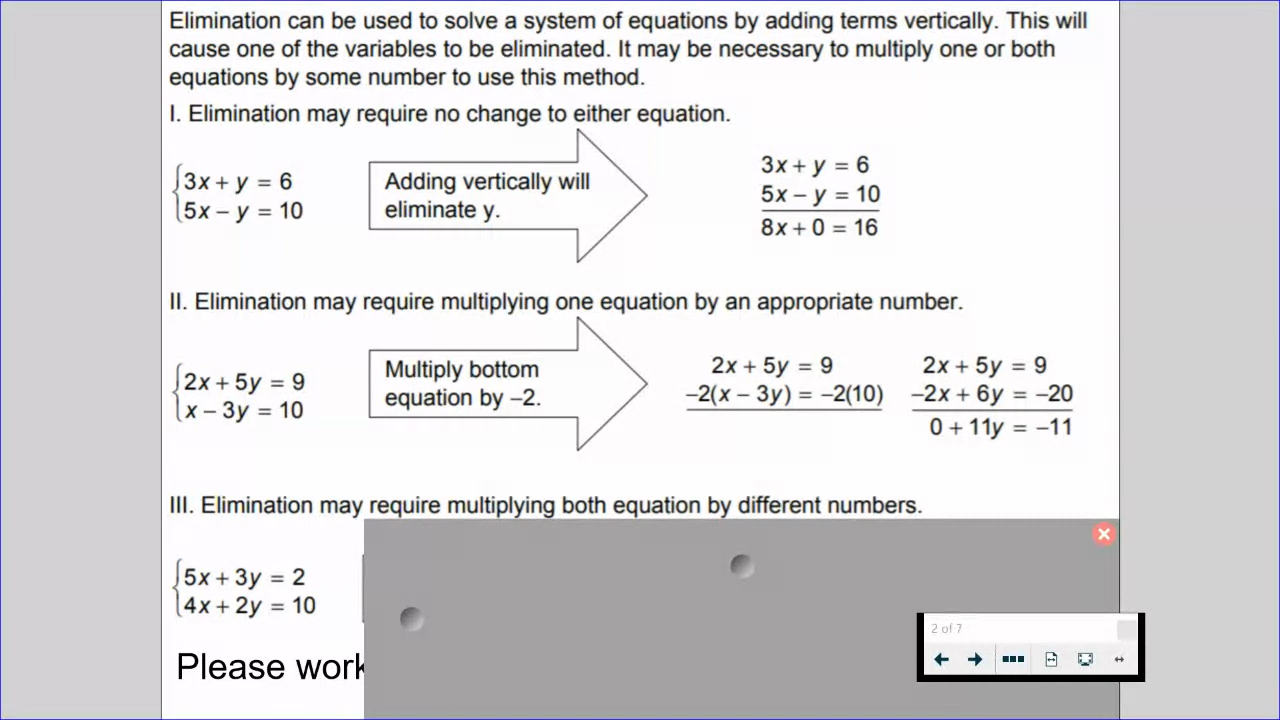 Elimination can be used to solve a system of equations by adding terms vertically. This will
cause one of the variables to be eliminated. It may be necessary to multiply one or both
equations by some number to use this method.
I. Elimination may require no change to either equation.
3x + y = 6
5x – y = 10
Adding vertically will
eliminate y.
3x + y = 6
5x – y = 10
8x + 0 = 16
II. Elimination may require multiplying one equation by an appropriate number.
2x + 5y = 9
x – 3y = 10
Multiply bottom
equation by –2.
2x + 5y = 9
–2(x – 3y) = –2(10)
2x + 5y = 9
–2x + 6y = –20
0 + 11y = –11
III. Elimination may require multiplying both equation by different numbers.
5x + 3y = 2
4x + 2y = 10
Please work
2 of 7